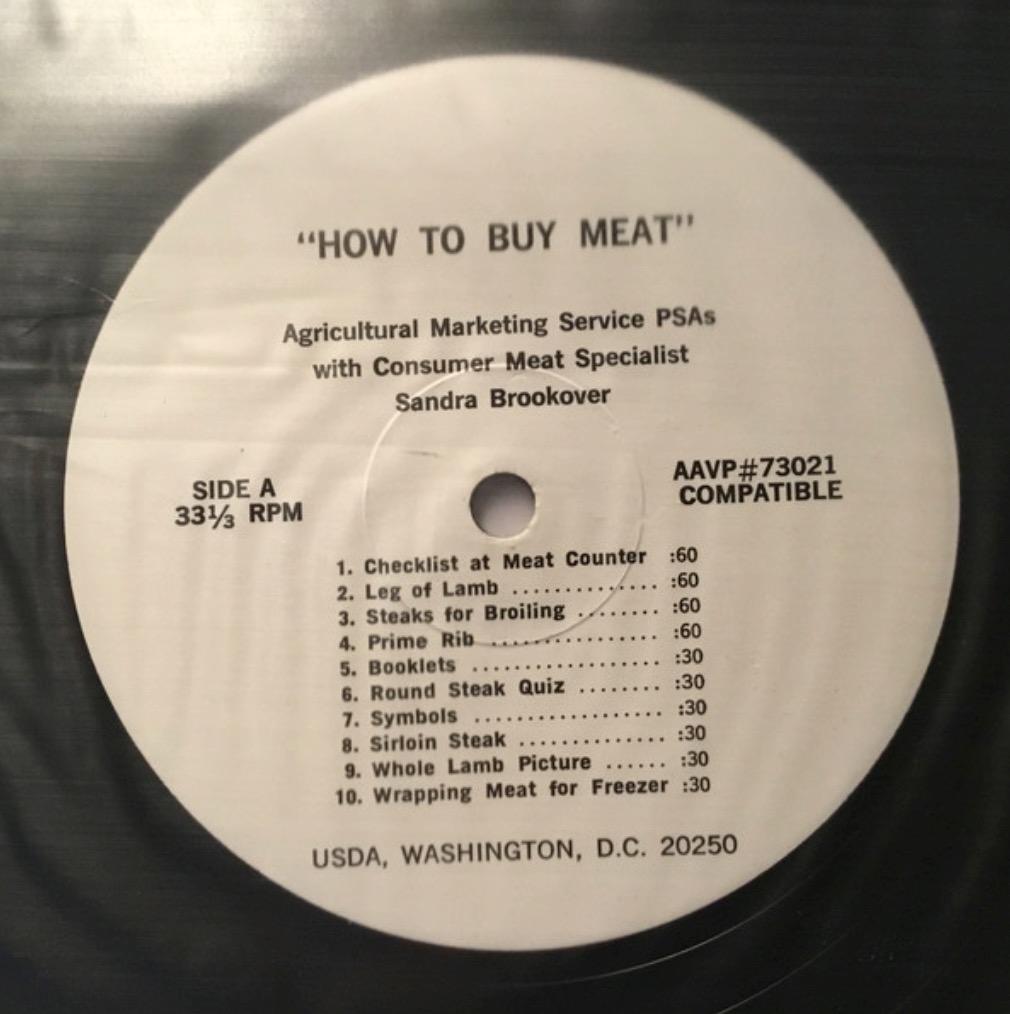 “HOW TO BUY MEAT”
Agricultural Marketing Service PSAs
with Consumer Meat Specialist
Sandra Brookover
SIDE A
33⅓ RPM
AAVP#73021
COMPATIBLE
1. Checklist at Meat Counter :60
2. Leg of Lamb .............. :60
3. Steaks for Broiling ........ :60
4. Prime Rib ................ :60
5. Booklets .................. :30
6. Round Steak Quiz ........ :30
7. Symbols .................. :30
8. Sirloin Steak .............. :30
9. Whole Lamb Picture ...... :30
10. Wrapping Meat for Freezer :30
USDA, WASHINGTON, D.C. 20250